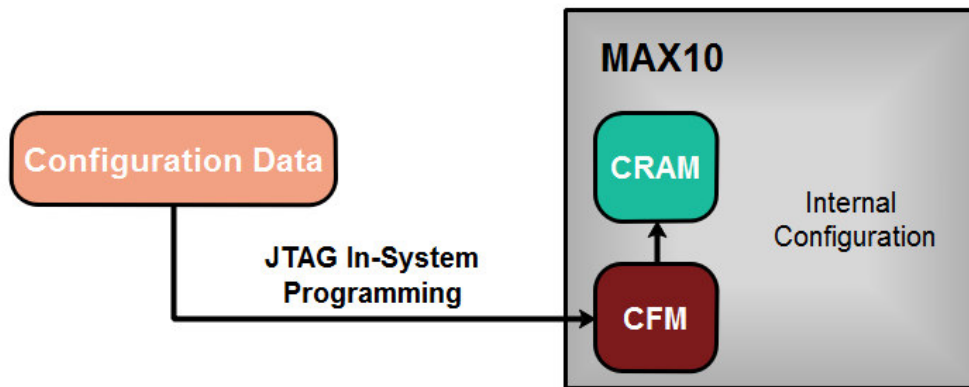 MAX10
Configuration Data
CRAM
Internal
Configuration
JTAG In-System
Programming
CFM